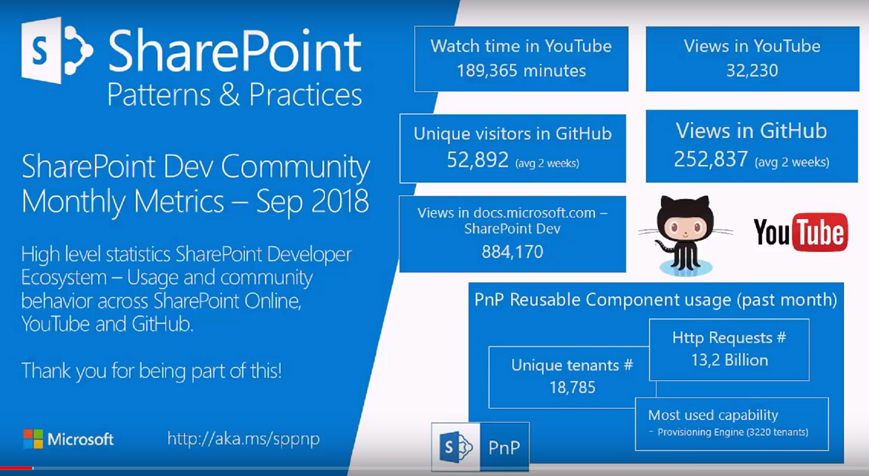 S
SharePoint
Patterns & Practices
SharePoint Dev Community
Monthly Metrics – Sep 2018
High level statistics SharePoint Developer
Ecosystem – Usage and community
behavior across SharePoint Online,
YouTube and GitHub.
Thank you for being part of this!
Microsoft
http://aka.ms/sppnp
Watch time in YouTube
189,365 minutes
Views in YouTube
32,230
Unique visitors in GitHub
52,892 (avg 2 weeks)
Views in GitHub
252,837 (avg 2 weeks)
Views in docs.microsoft.com –
SharePoint Dev
884,170
YouTube
PnP Reusable Component usage (past month)
Http Requests #
13,2 Billion
Unique tenants #
18,785
Most used capability
– Provisioning Engine (3220 tenants)
S
PnP